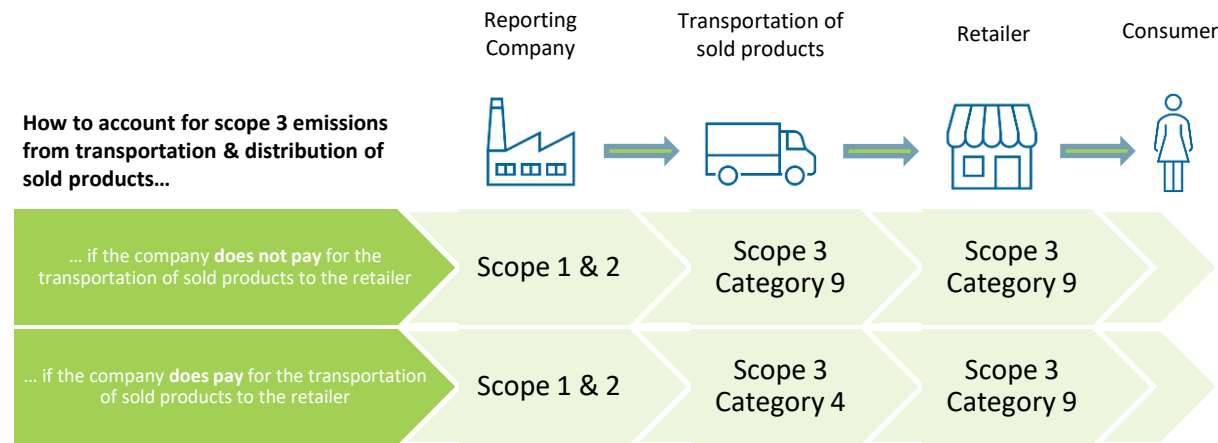 Reporting
Company
Transportation of
sold products
Retailer
Consumer
How to account for scope 3 emissions
from transportation & distribution of
sold products...
... if the company does not pay for the
transportation of sold products to the retailer
Scope 1 & 2
Scope 3
Category 9
Scope 3
Category 9
... if the company does pay for the transportation
of sold products to the retailer
Scope 1 & 2
Scope 3
Category 4
Scope 3
Category 9